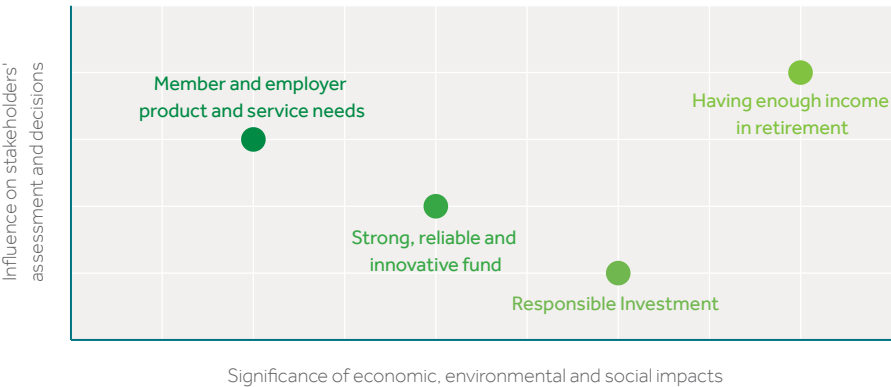 Influence on stakeholders'
assessment and decisions
Member and employer
product and service needs
Having enough income
in retirement
Strong, reliable and
innovative fund
Responsible Investment
Significance of economic, environmental and social impacts